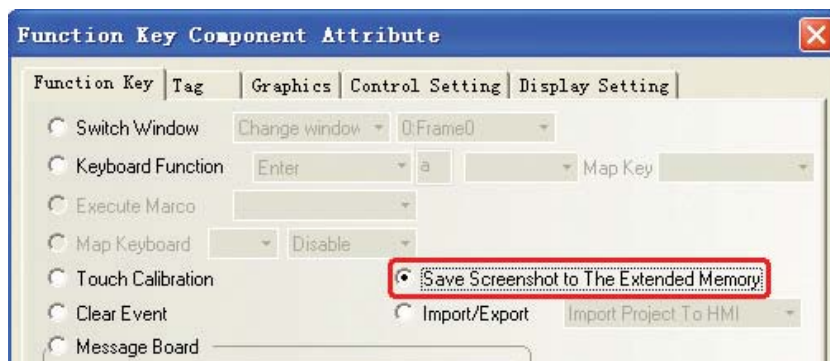 Function Key Component Attribute
Function Key Tag Graphics Control Setting Display Setting
Switch Window Change window 0:Frame0
Keyboard Function Enter a Map Key
Execute Marco
Map Keyboard Disable
Touch Calibration Save Screenshot to The Extended Memory
Clear Event Import/Export Import Project To HMI
Message Board